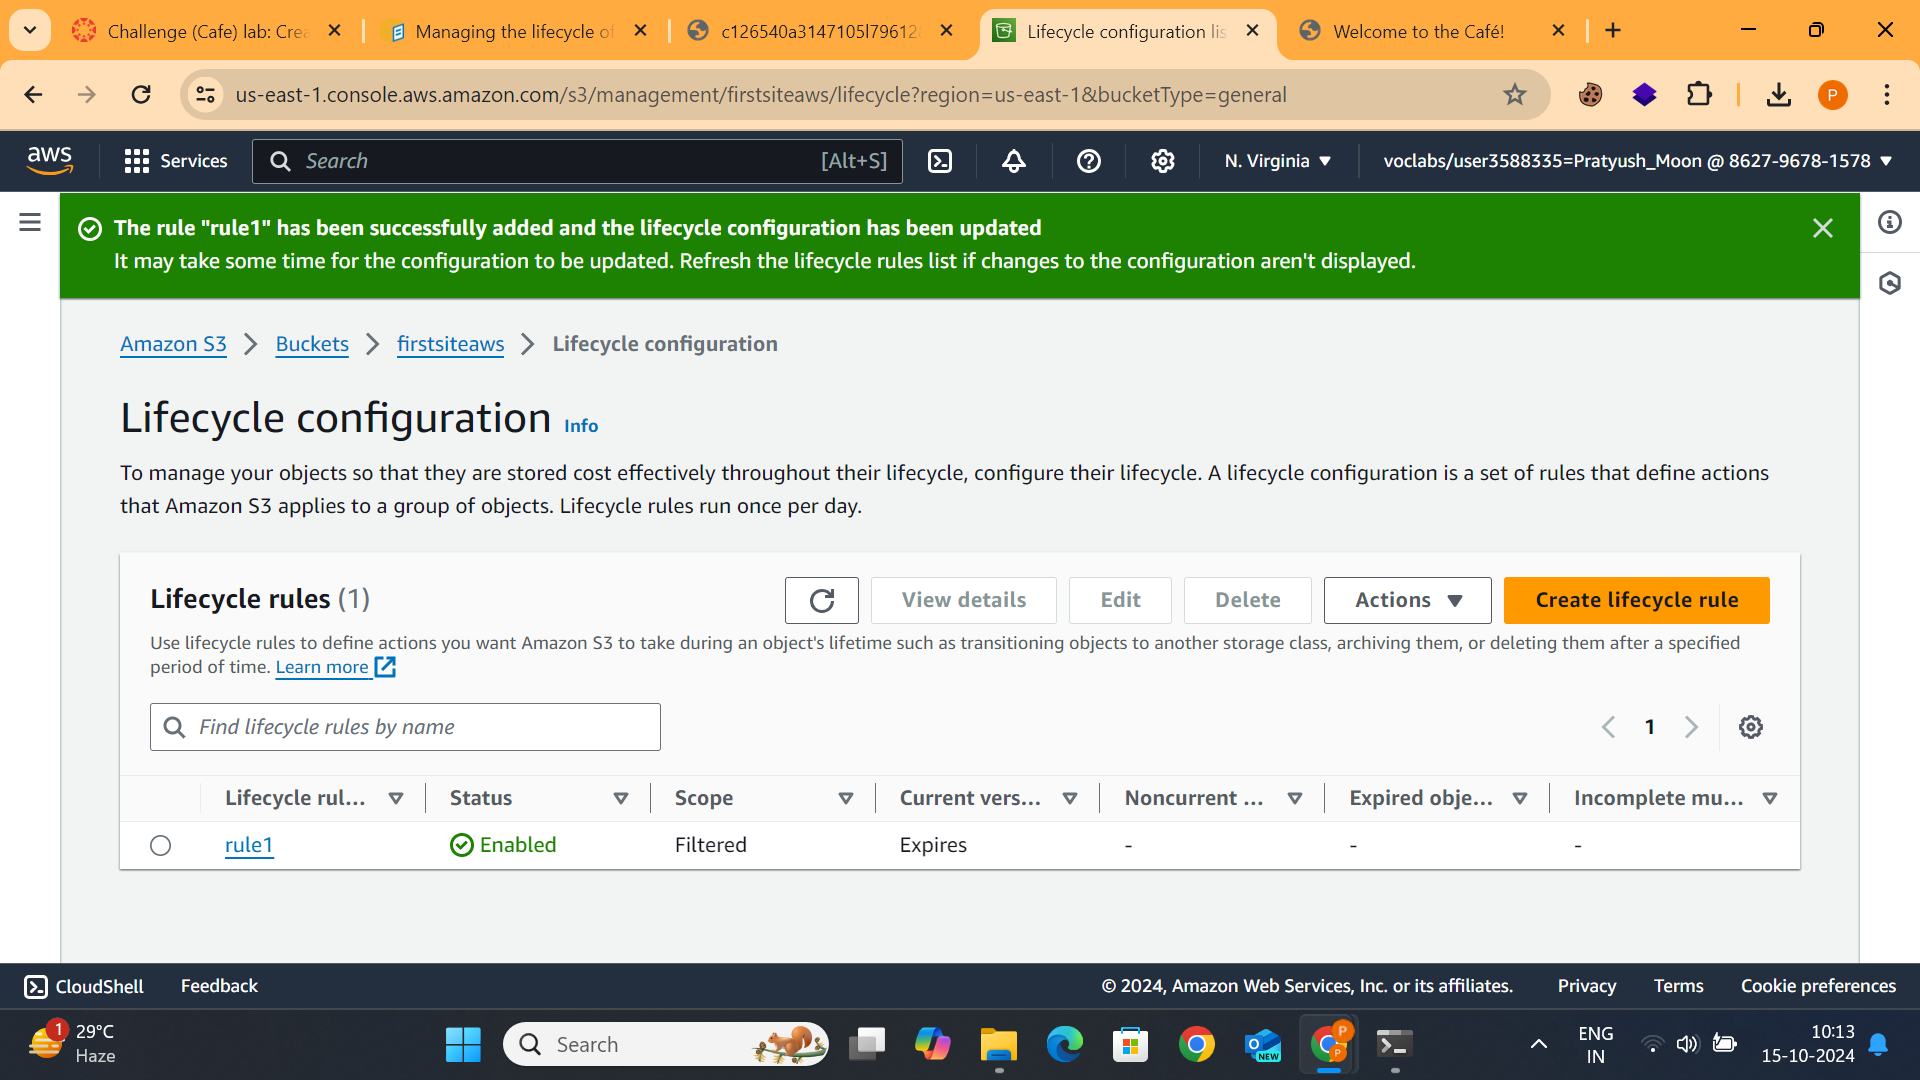 Challenge (Cafe) lab: Crea
Managing the lifecycle of
c126540a3147105l79612
Lifecycle configuration lis
Welcome to the Café!
us-east-1.console.aws.amazon.com/s3/management/firstsiteaws/lifecycle?region=us-east-1&bucketType=general
P
aws
Services
Search
[Alt+S]
N. Virginia
voclabs/user3588335=Pratyush_Moon @ 8627-9678-1578
The rule "rule1" has been successfully added and the lifecycle configuration has been updated
It may take some time for the configuration to be updated. Refresh the lifecycle rules list if changes to the configuration aren't displayed.
Amazon S3
Buckets
firstsiteaws
Lifecycle configuration
Lifecycle configuration Info
To manage your objects so that they are stored cost effectively throughout their lifecycle, configure their lifecycle. A lifecycle configuration is a set of rules that define actions
that Amazon S3 applies to a group of objects. Lifecycle rules run once per day.
Lifecycle rules (1)
View details
Edit
Delete
Actions
Create lifecycle rule
Use lifecycle rules to define actions you want Amazon S3 to take during an object's lifetime such as transitioning objects to another storage class, archiving them, or deleting them after a specified
period of time. Learn more
Find lifecycle rules by name
1
Lifecycle rul...
Status
Scope
Current vers...
Noncurrent ...
Expired obje...
Incomplete mu...
rule1
Enabled
Filtered
Expires
-
-
-
CloudShell
Feedback
© 2024, Amazon Web Services, Inc. or its affiliates.
Privacy
Terms
Cookie preferences
1
29°C
Haze
Search
NEW
P
P
ENG
IN
10:13
15-10-2024